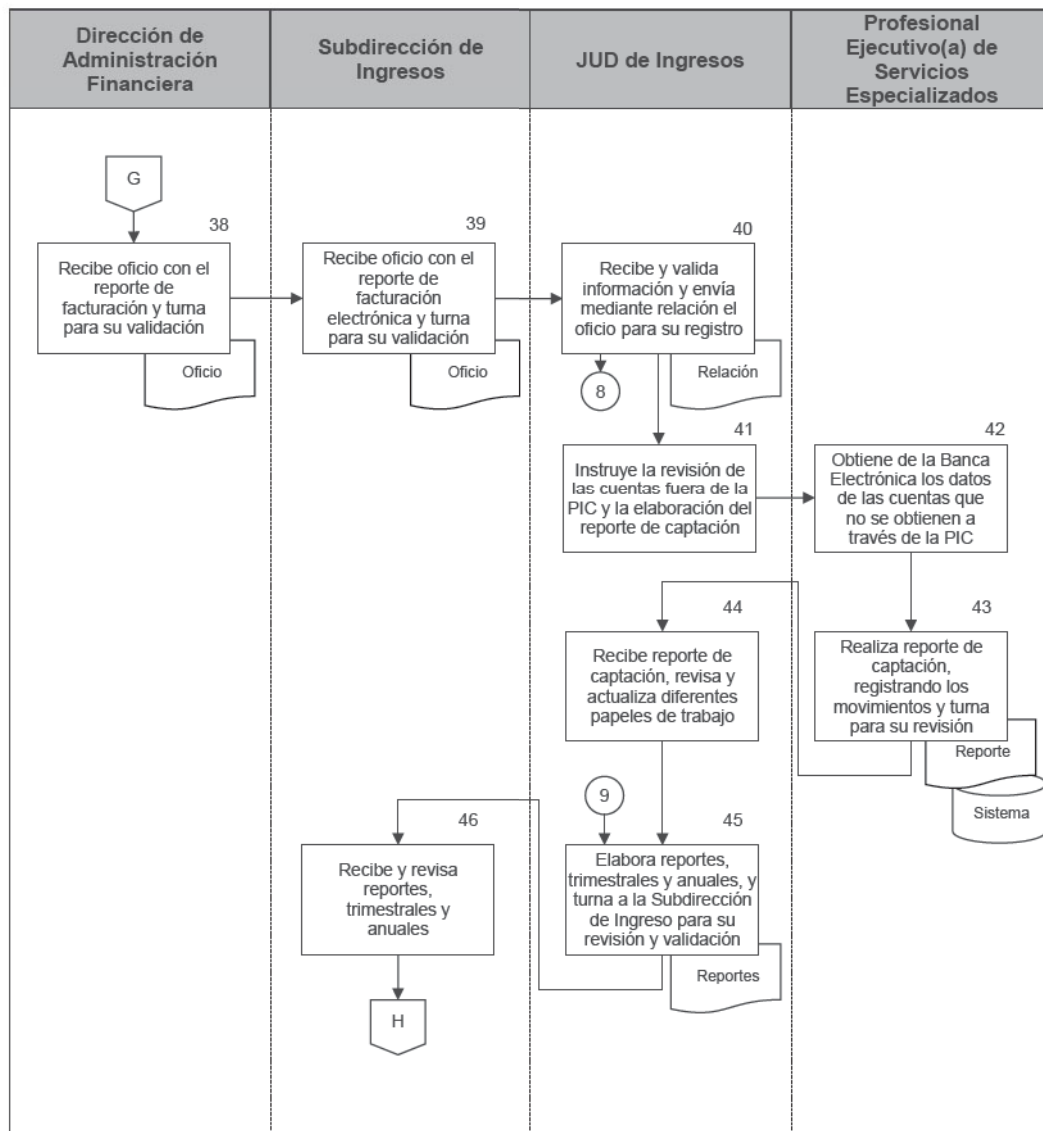 Dirección de
Administración
Financiera
Subdirección de
Ingresos
JUD de Ingresos
Profesional
Ejecutivo(a) de
Servicios
Especializados
G
38
Recibe oficio con el
reporte de
facturación y turna
para su validación
Oficio
39
Recibe oficio con el
reporte de
facturación
electrónica y turna
para su validación
Oficio
40
Recibe y valida
información y envía
mediante relación el
oficio para su registro
Relación
8
41
Instruye la revisión de
las cuentas fuera de la
PIC y la elaboración del
reporte de captación
42
Obtiene de la Banca
Electrónica los datos
de las cuentas que
no se obtienen a
través de la PIC
43
Realiza reporte de
captación,
registrando los
movimientos y turna
para su revisión
Reporte
Sistema
44
Recibe reporte de
captación, revisa y
actualiza diferentes
papeles de trabajo
9
45
Elabora reportes,
trimestrales y anuales, y
turna a la Subdirección
de Ingreso para su
revisión y validación
Reportes
46
Recibe y revisa
reportes,
trimestrales y
anuales
H